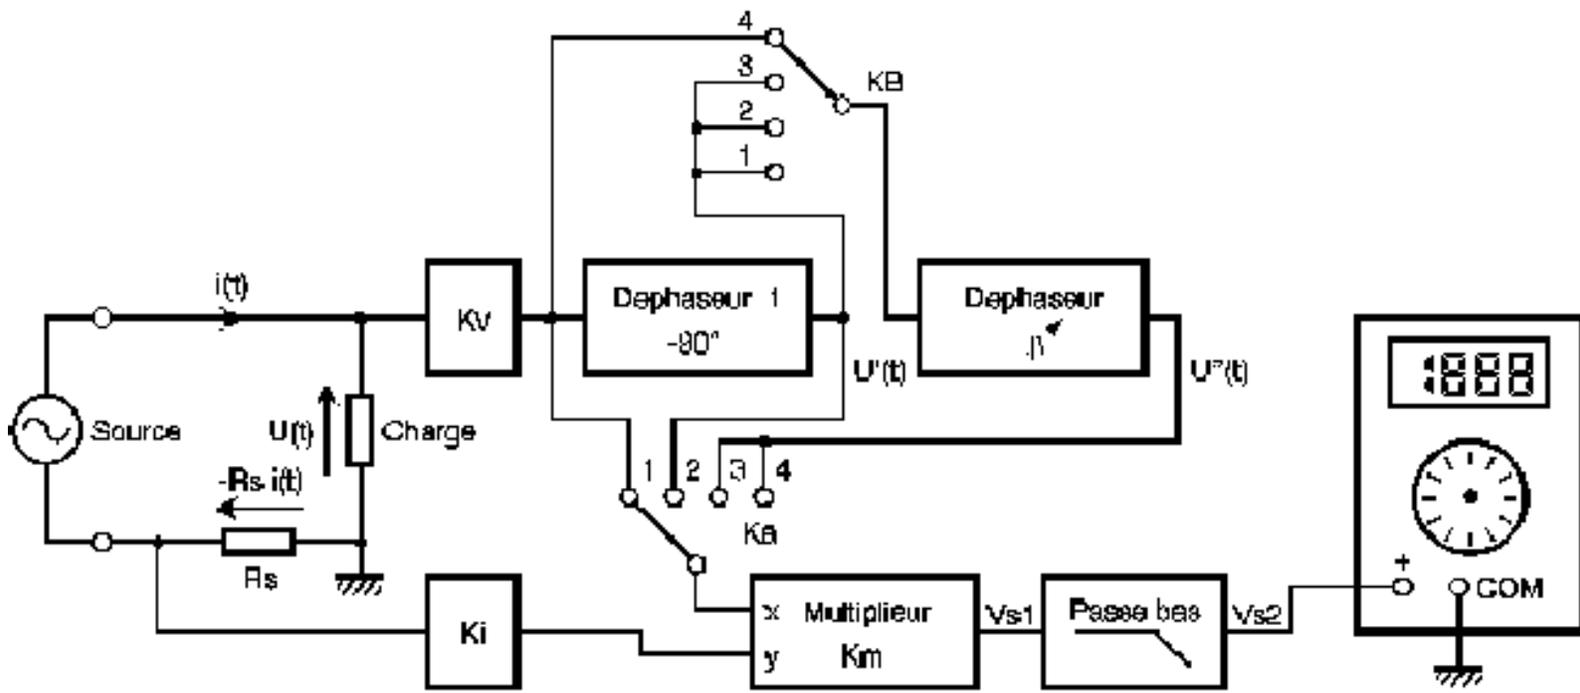 4
3
KB
2
1
i(t)
KV
Dephaseur 1
-90°
Dephaseur
U'(t)
U"(t)
Source
U(t)
Charge
-Rs i(t)
1 2 3 4
Ka
Rs
+
COM
Ki
x Multiplieur
y Km
Vs1
Passe bas
Vs2